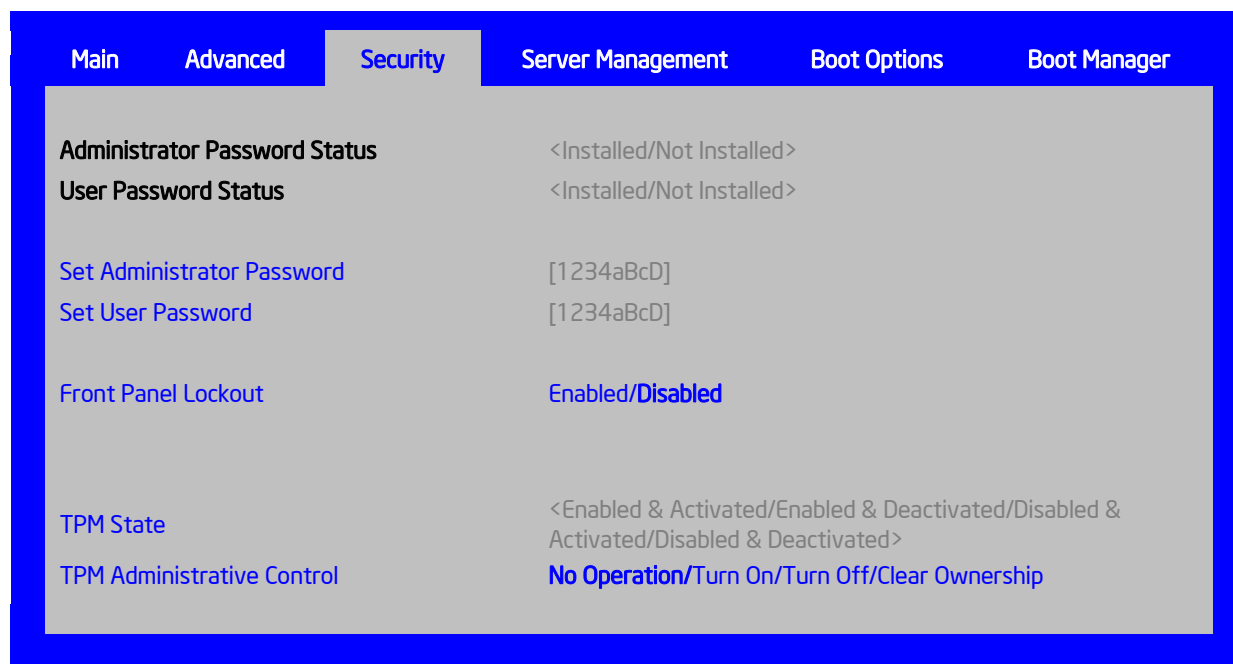 Main Advanced Security Server Management Boot Options Boot Manager
Administrator Password Status <Installed/Not Installed>
User Password Status <Installed/Not Installed>
Set Administrator Password [1234aBcD]
Set User Password [1234aBcD]
Front Panel Lockout Enabled/Disabled
TPM State <Enabled & Activated/Enabled & Deactivated/Disabled &
Activated/Disabled & Deactivated>
TPM Administrative Control No Operation/Turn On/Turn Off/Clear Ownership